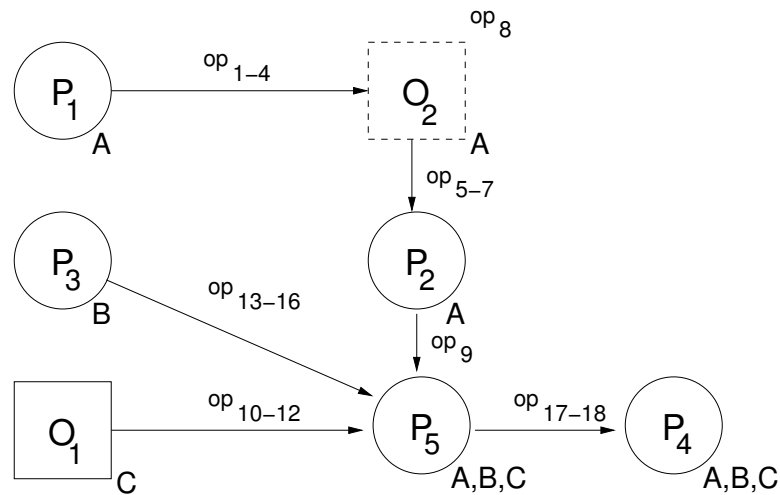 op 8
op 1–4
P1
O2
A
A
op 5–7
P3
P2
op 13–16
B
A
op 9
op 10–12
op 17–18
O1
P5
P4
C
A,B,C
A,B,C